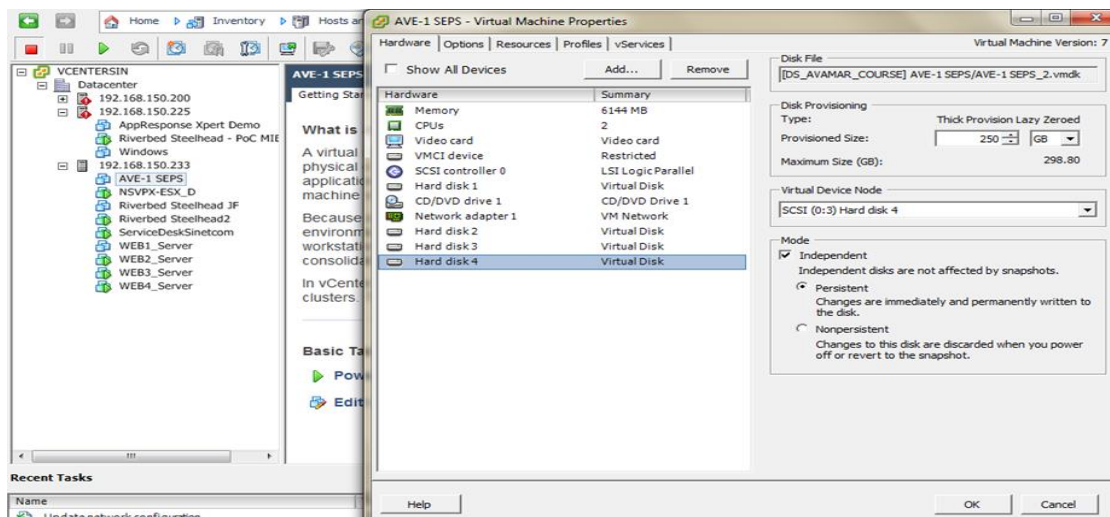 Home Inventory Hosts an
VCENTERSIN
Datacenter
192.168.150.200
192.168.150.225
AppResponse Xpert Demo
Riverbed Steelhead - PoC MIE
Windows
192.168.150.233
AVE-1 SEPS
NSVPX-ESX_D
Riverbed Steelhead JF
Riverbed Steelhead2
ServiceDeskSinetcom
WEB1_Server
WEB2_Server
WEB3_Server
WEB4_Server
Recent Tasks
Name
Update network configuration
AVE-1 SEPS
Getting Star
What is
A virtual
physical
applicatio
machine
Because
environm
workstati
consolida
In vCente
clusters.
Basic Ta
Pow
Edit
AVE-1 SEPS - Virtual Machine Properties
Hardware Options Resources Profiles vServices
Virtual Machine Version: 7
Show All Devices Add... Remove
Hardware Summary
Memory 6144 MB
CPUs 2
Video card Video card
VMCI device Restricted
SCSI controller 0 LSI Logic Parallel
Hard disk 1 Virtual Disk
CD/DVD drive 1 CD/DVD Drive 1
Network adapter 1 VM Network
Hard disk 2 Virtual Disk
Hard disk 3 Virtual Disk
Hard disk 4 Virtual Disk
Disk File
[DS_AVAMAR_COURSE] AVE-1 SEPS/AVE-1 SEPS_2.vmdk
Disk Provisioning
Type: Thick Provision Lazy Zeroed
Provisioned Size: 250 GB
Maximum Size (GB): 298.80
Virtual Device Node
SCSI (0:3) Hard disk 4
Mode
Independent
Independent disks are not affected by snapshots.
Persistent
Changes are immediately and permanently written to
the disk.
Nonpersistent
Changes to this disk are discarded when you power
off or revert to the snapshot.
Help OK Cancel